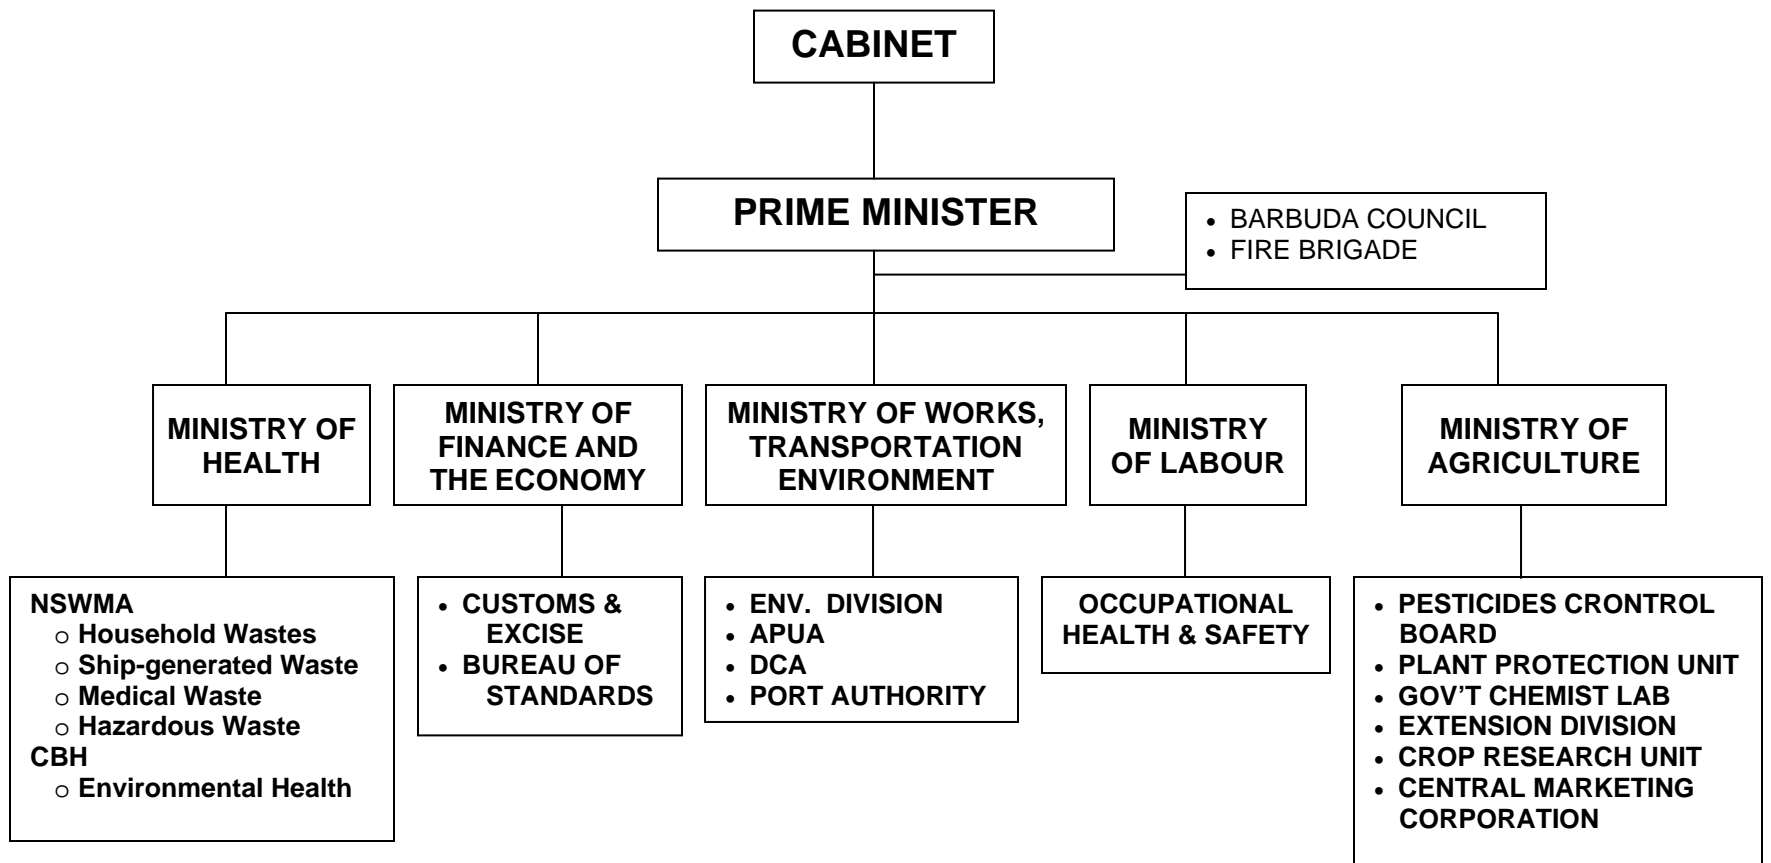 CABINET
PRIME MINISTER
• BARBUDA COUNCIL
• FIRE BRIGADE
MINISTRY OF
HEALTH
MINISTRY OF
FINANCE AND
THE ECONOMY
MINISTRY OF WORKS,
TRANSPORTATION
ENVIRONMENT
MINISTRY
OF LABOUR
MINISTRY OF
AGRICULTURE
NSWMA
o Household Wastes
o Ship-generated Waste
o Medical Waste
o Hazardous Waste
CBH
o Environmental Health
• CUSTOMS &
EXCISE
• BUREAU OF
STANDARDS
• ENV. DIVISION
• APUA
• DCA
• PORT AUTHORITY
OCCUPATIONAL
HEALTH & SAFETY
• PESTICIDES CRONTROL
BOARD
• PLANT PROTECTION UNIT
• GOV'T CHEMIST LAB
• EXTENSION DIVISION
• CROP RESEARCH UNIT
• CENTRAL MARKETING
CORPORATION